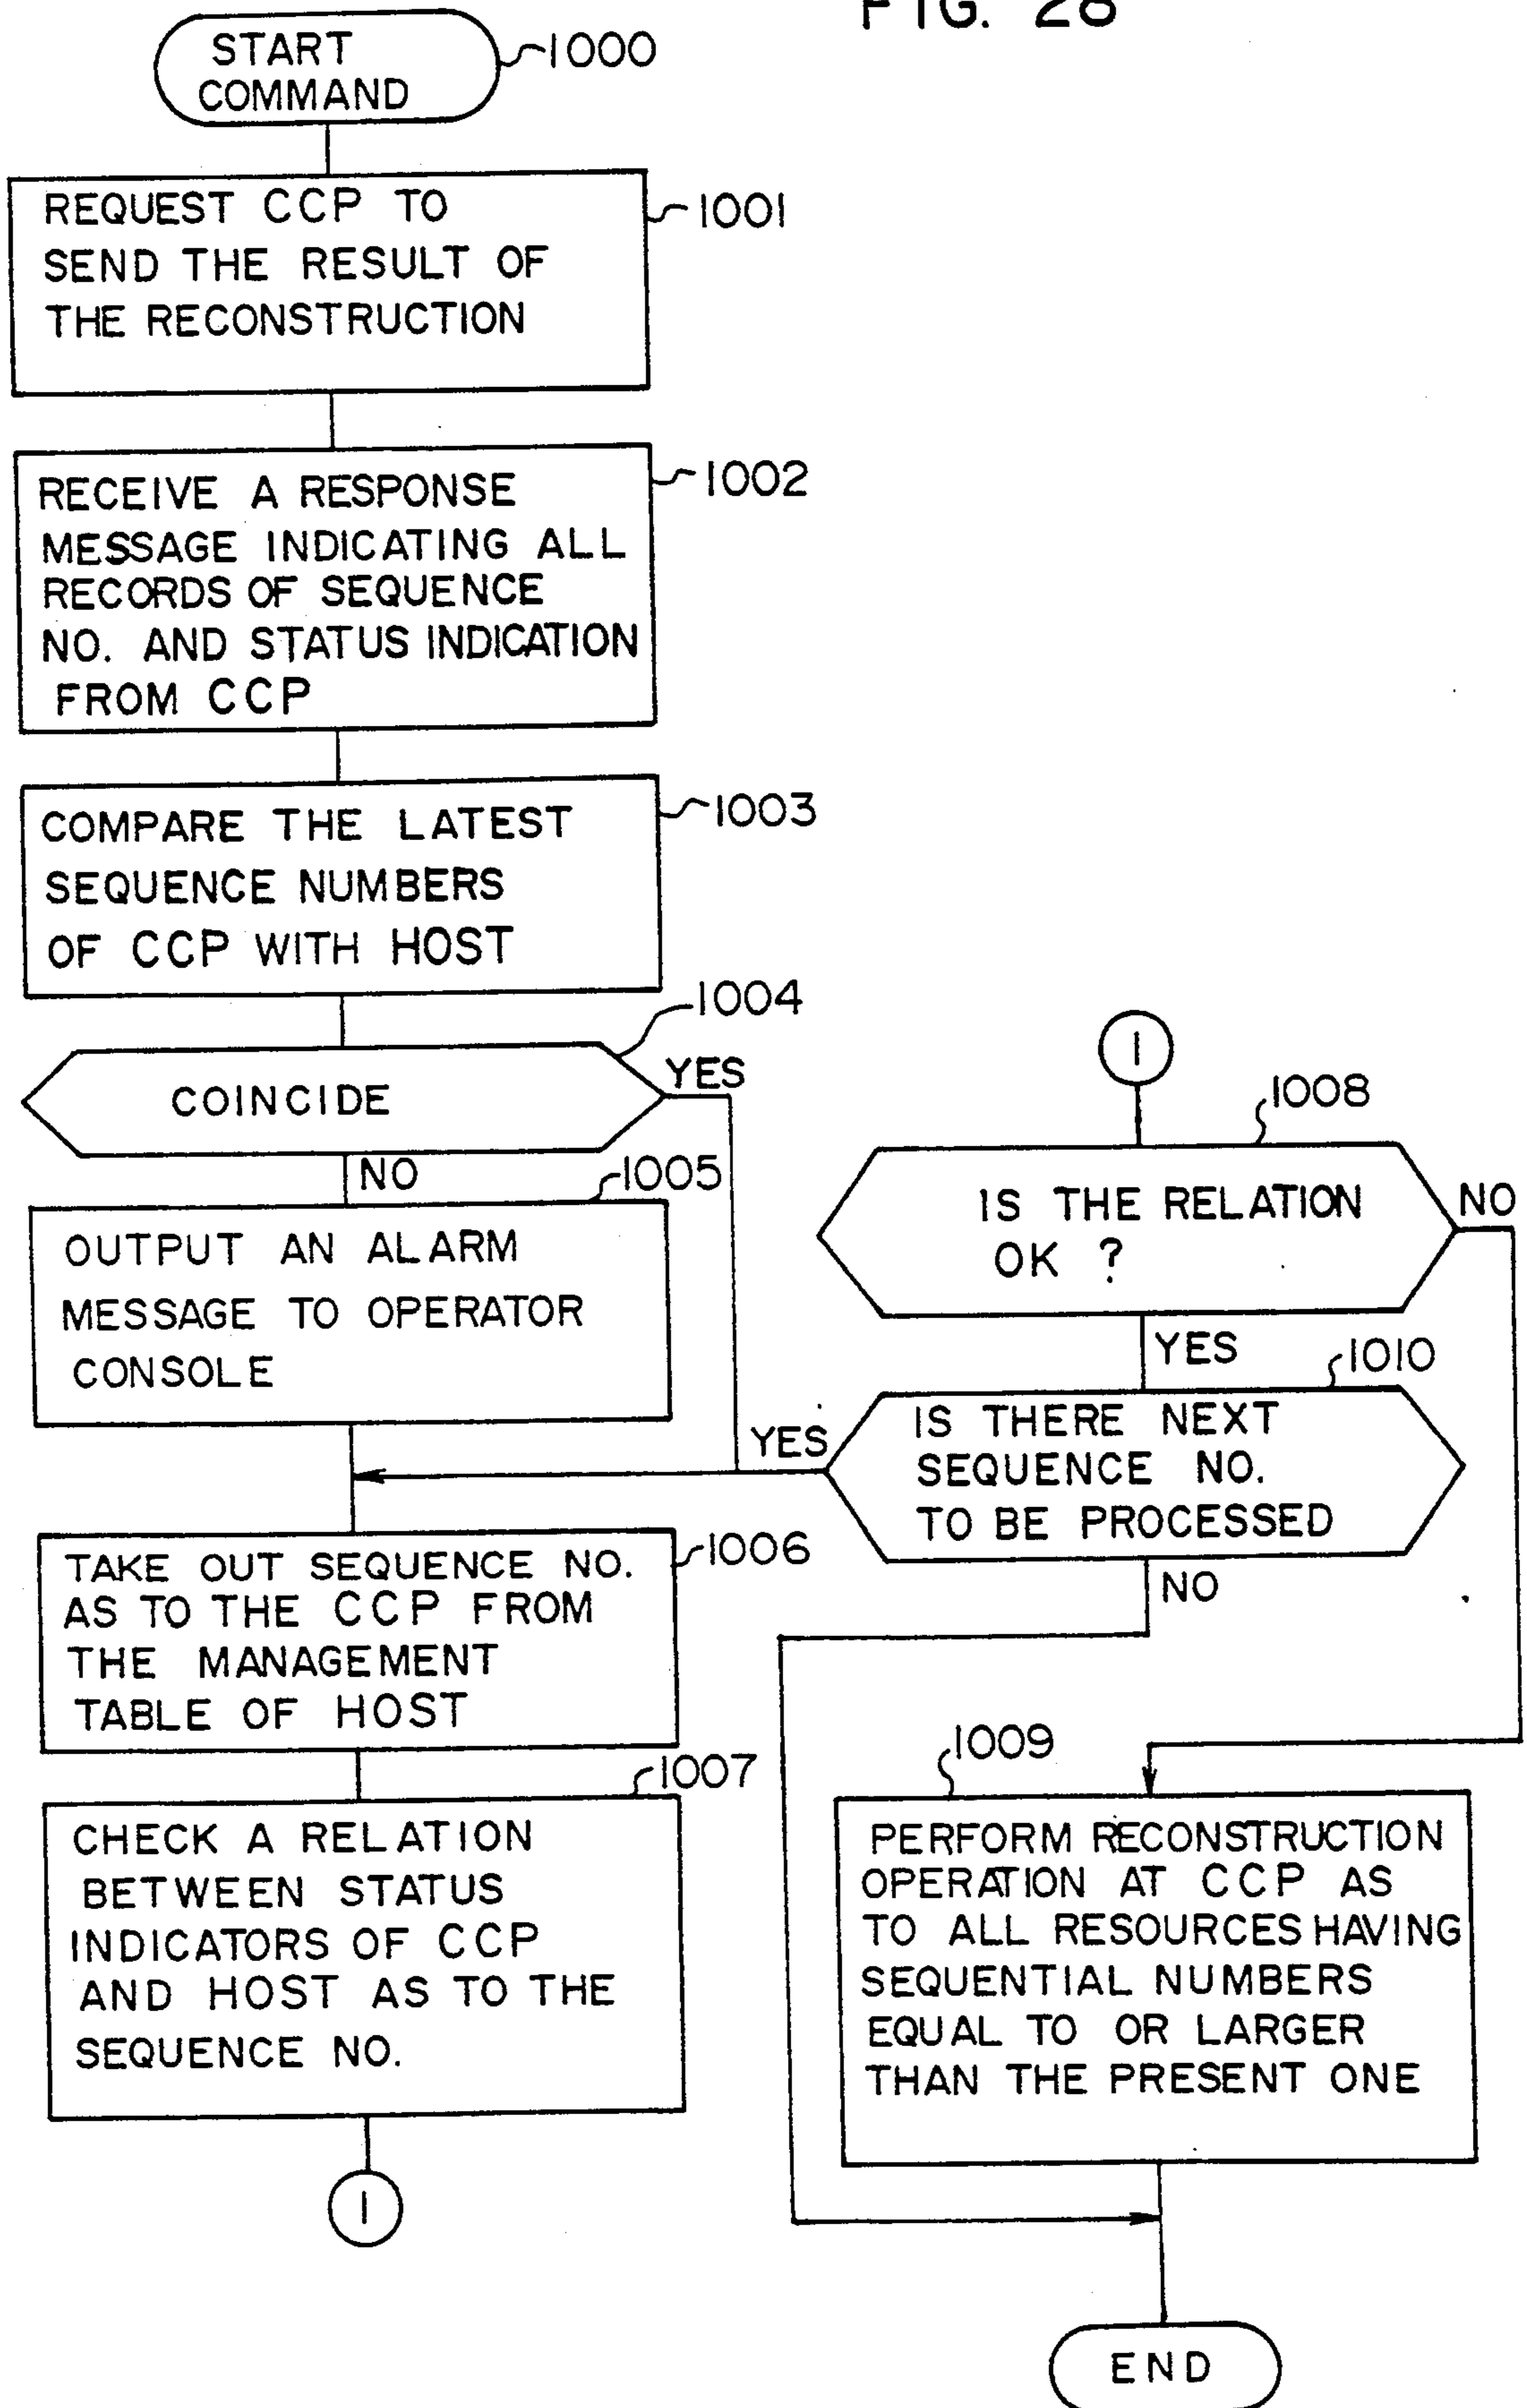 FIG. 28
START
COMMAND
1000
REQUEST CCP TO
SEND THE RESULT OF
THE RECONSTRUCTION
1001
RECEIVE A RESPONSE
MESSAGE INDICATING ALL
RECORDS OF SEQUENCE
NO. AND STATUS INDICATION
FROM CCP
1002
COMPARE THE LATEST
SEQUENCE NUMBERS
OF CCP WITH HOST
1003
1004
COINCIDE
YES
NO
1005
OUTPUT AN ALARM
MESSAGE TO OPERATOR
CONSOLE
TAKE OUT SEQUENCE NO.
AS TO THE CCP FROM
THE MANAGEMENT
TABLE OF HOST
1006
1007
CHECK A RELATION
BETWEEN STATUS
INDICATORS OF CCP
AND HOST AS TO THE
SEQUENCE NO.
1
1
1008
IS THE RELATION
OK ?
NO
YES
1010
IS THERE NEXT
SEQUENCE NO.
TO BE PROCESSED
YES
NO
1009
PERFORM RECONSTRUCTION
OPERATION AT CCP AS
TO ALL RESOURCES HAVING
SEQUENTIAL NUMBERS
EQUAL TO OR LARGER
THAN THE PRESENT ONE
END